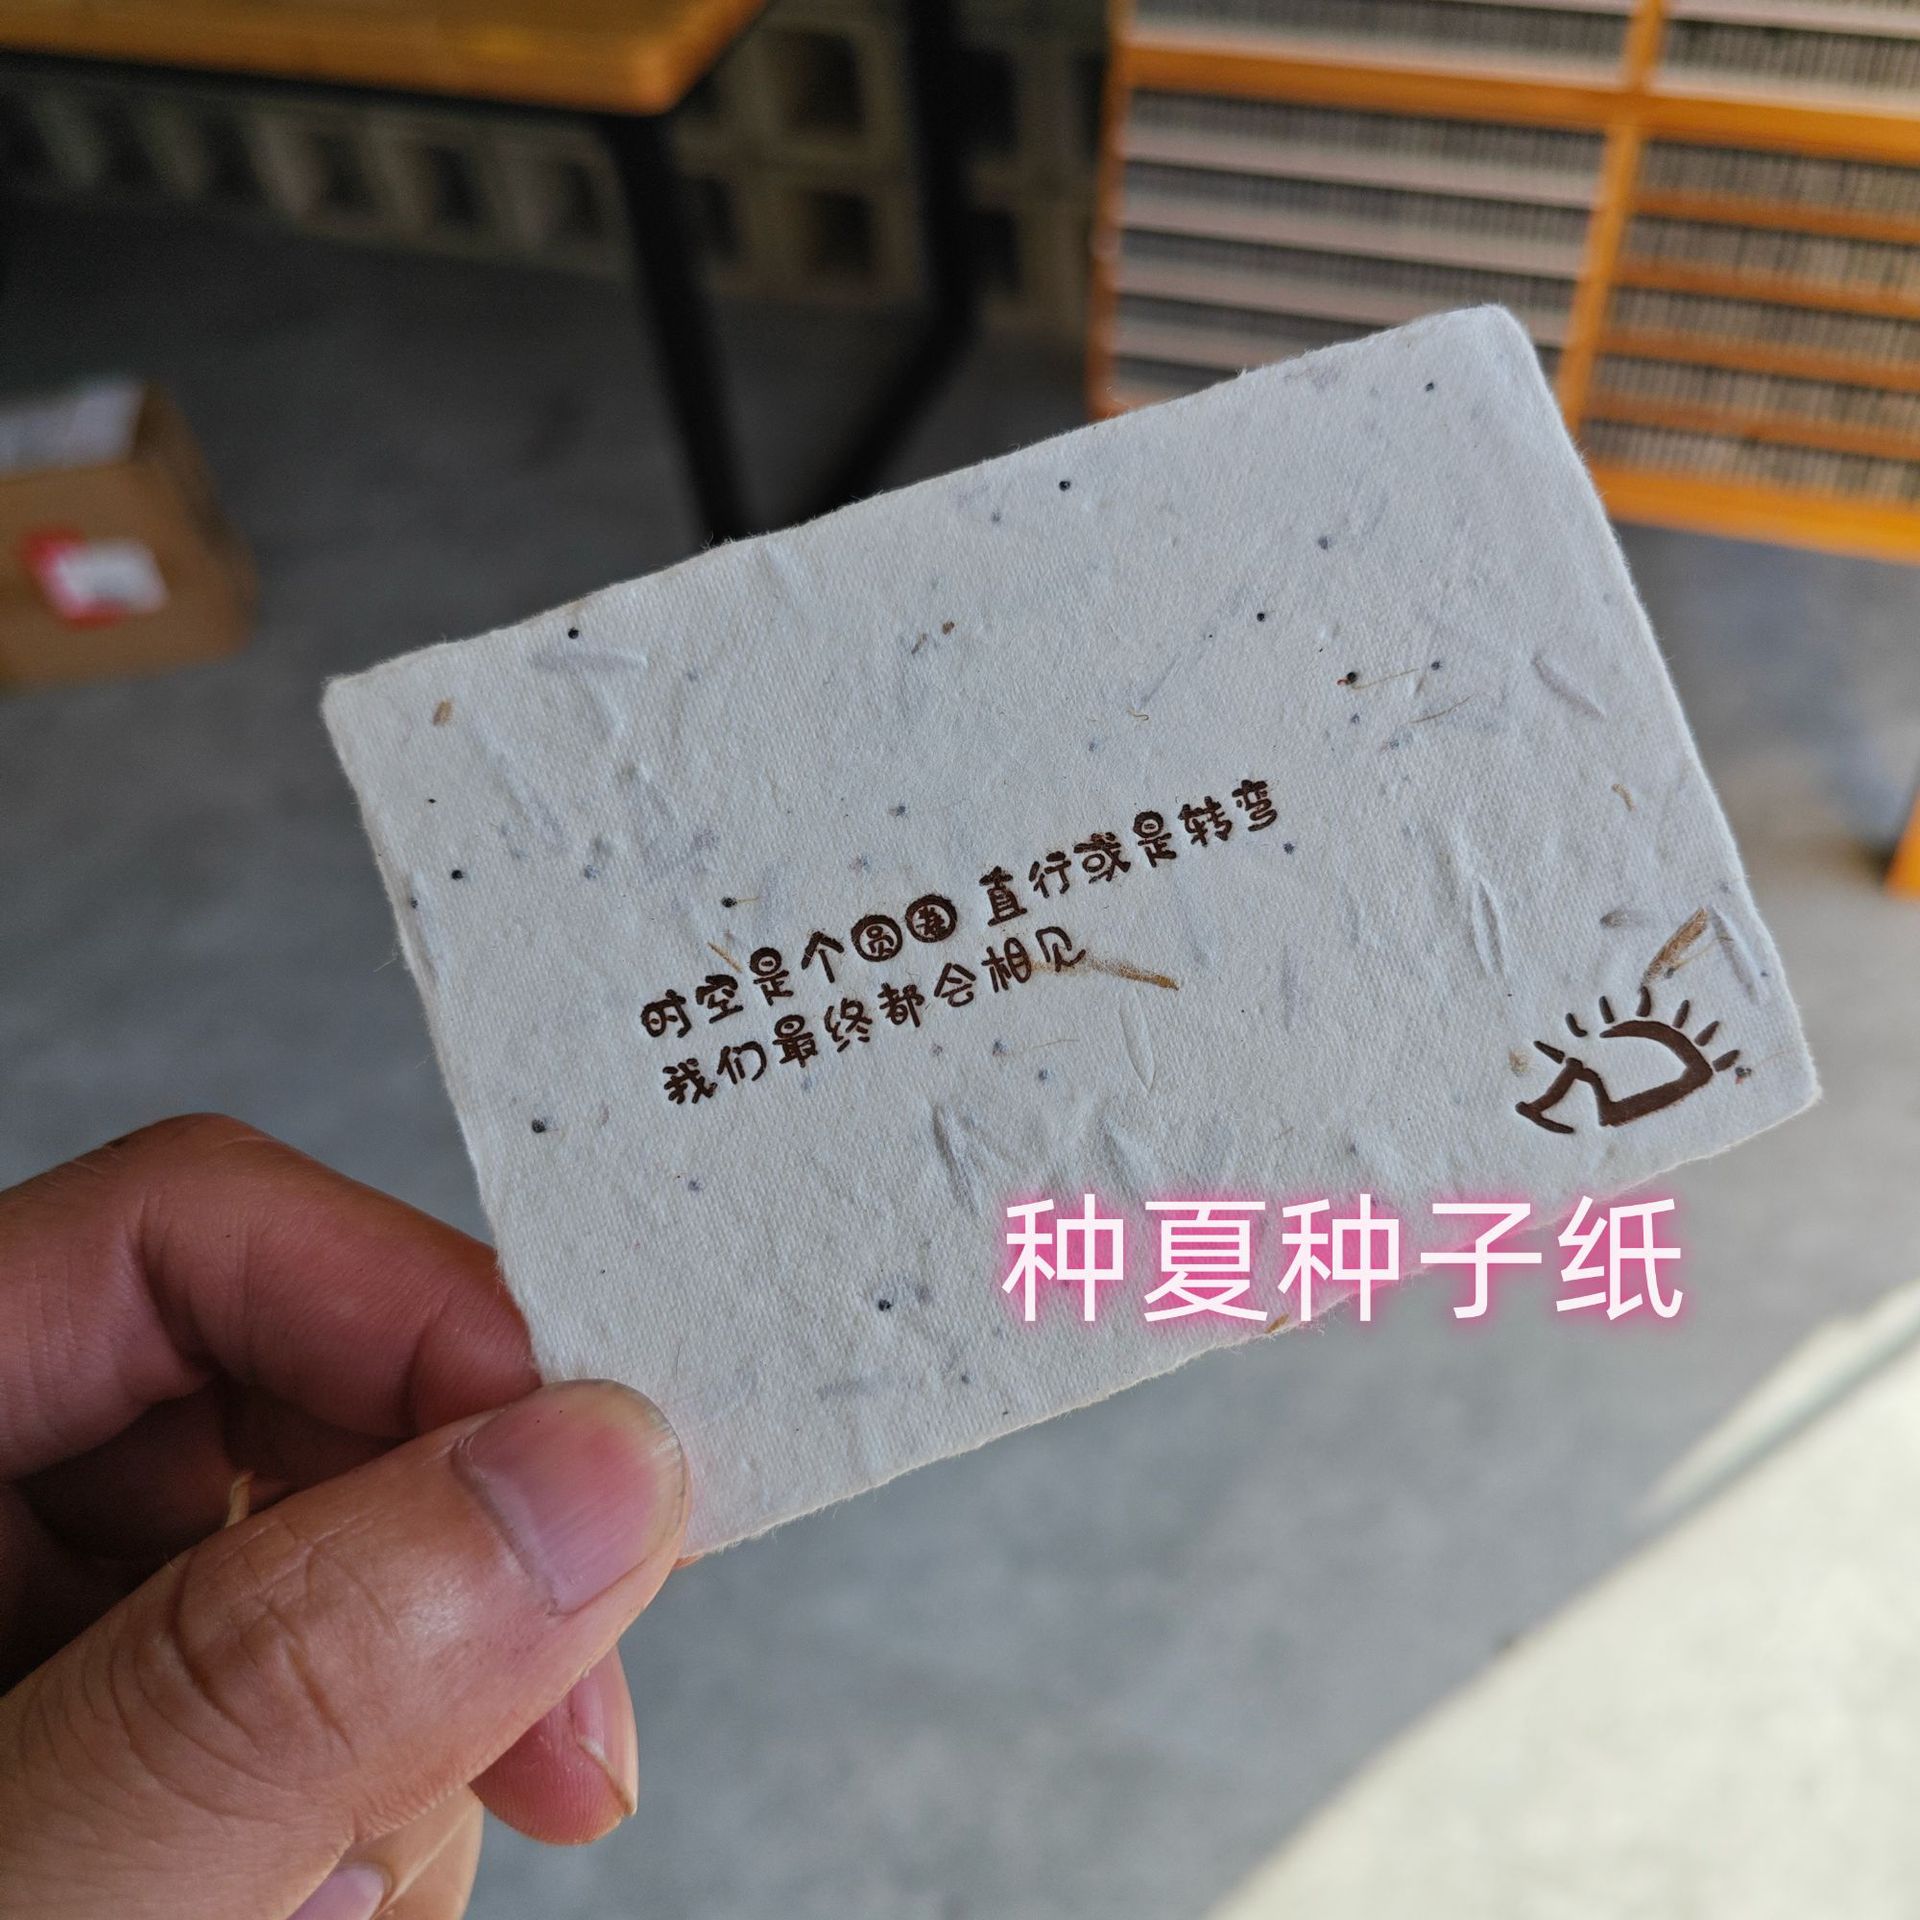 时空是个圆圈 直行或是转弯
我们最终都会相见
种夏种子纸